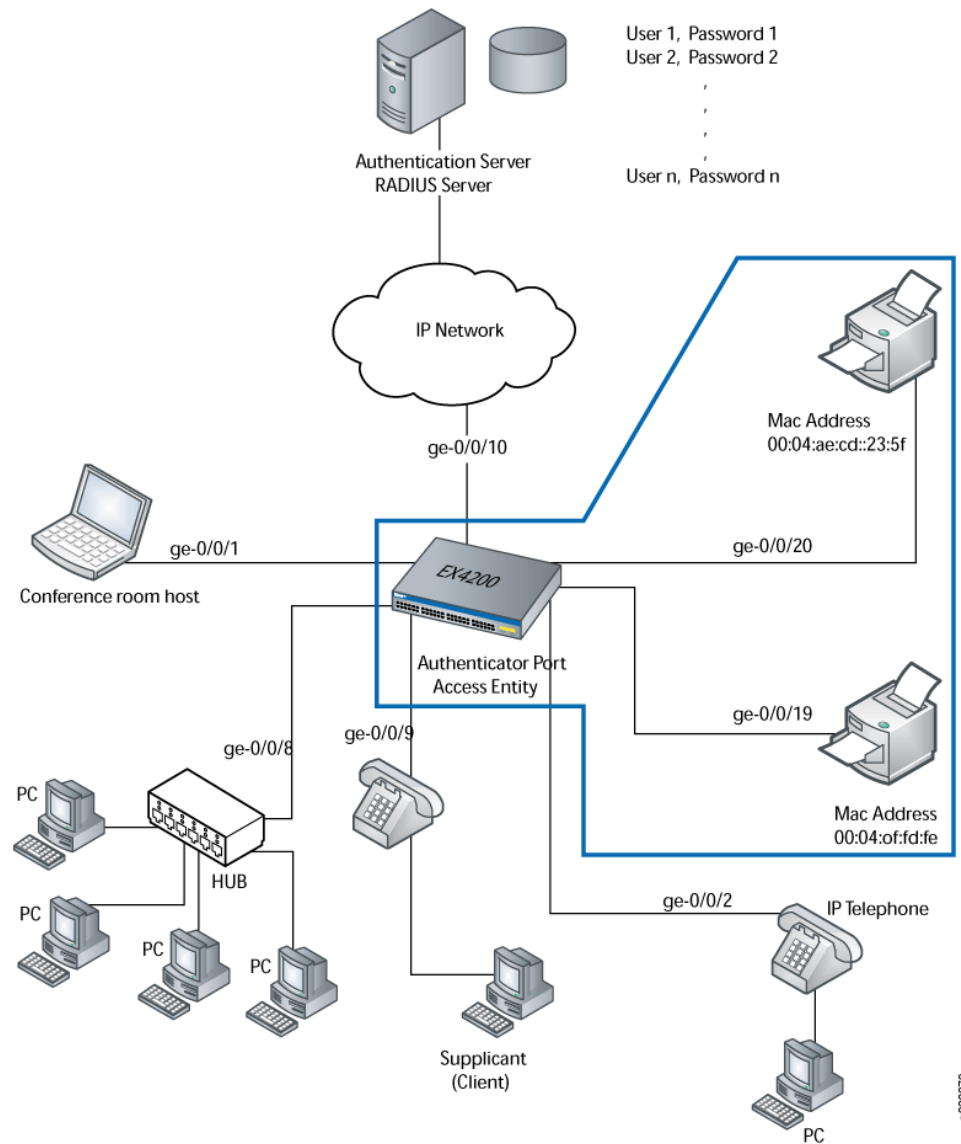 User 1, Password 1
User 2, Password 2
,
,
,
,
User n, Password n
Authentication Server
RADIUS Server
IP Network
Mac Address
00:04:ae:cd::23:5f
ge-0/0/10
ge-0/0/1
ge-0/0/20
EX4200
Conference room host
Authenticator Port
Access Entity
ge-0/0/19
ge-0/0/8
ge-0/0/9
PC
Mac Address
00:04:of:fd:fe
HUB
ge-0/0/2
IP Telephone
PC
PC
PC
Supplicant
(Client)
PC